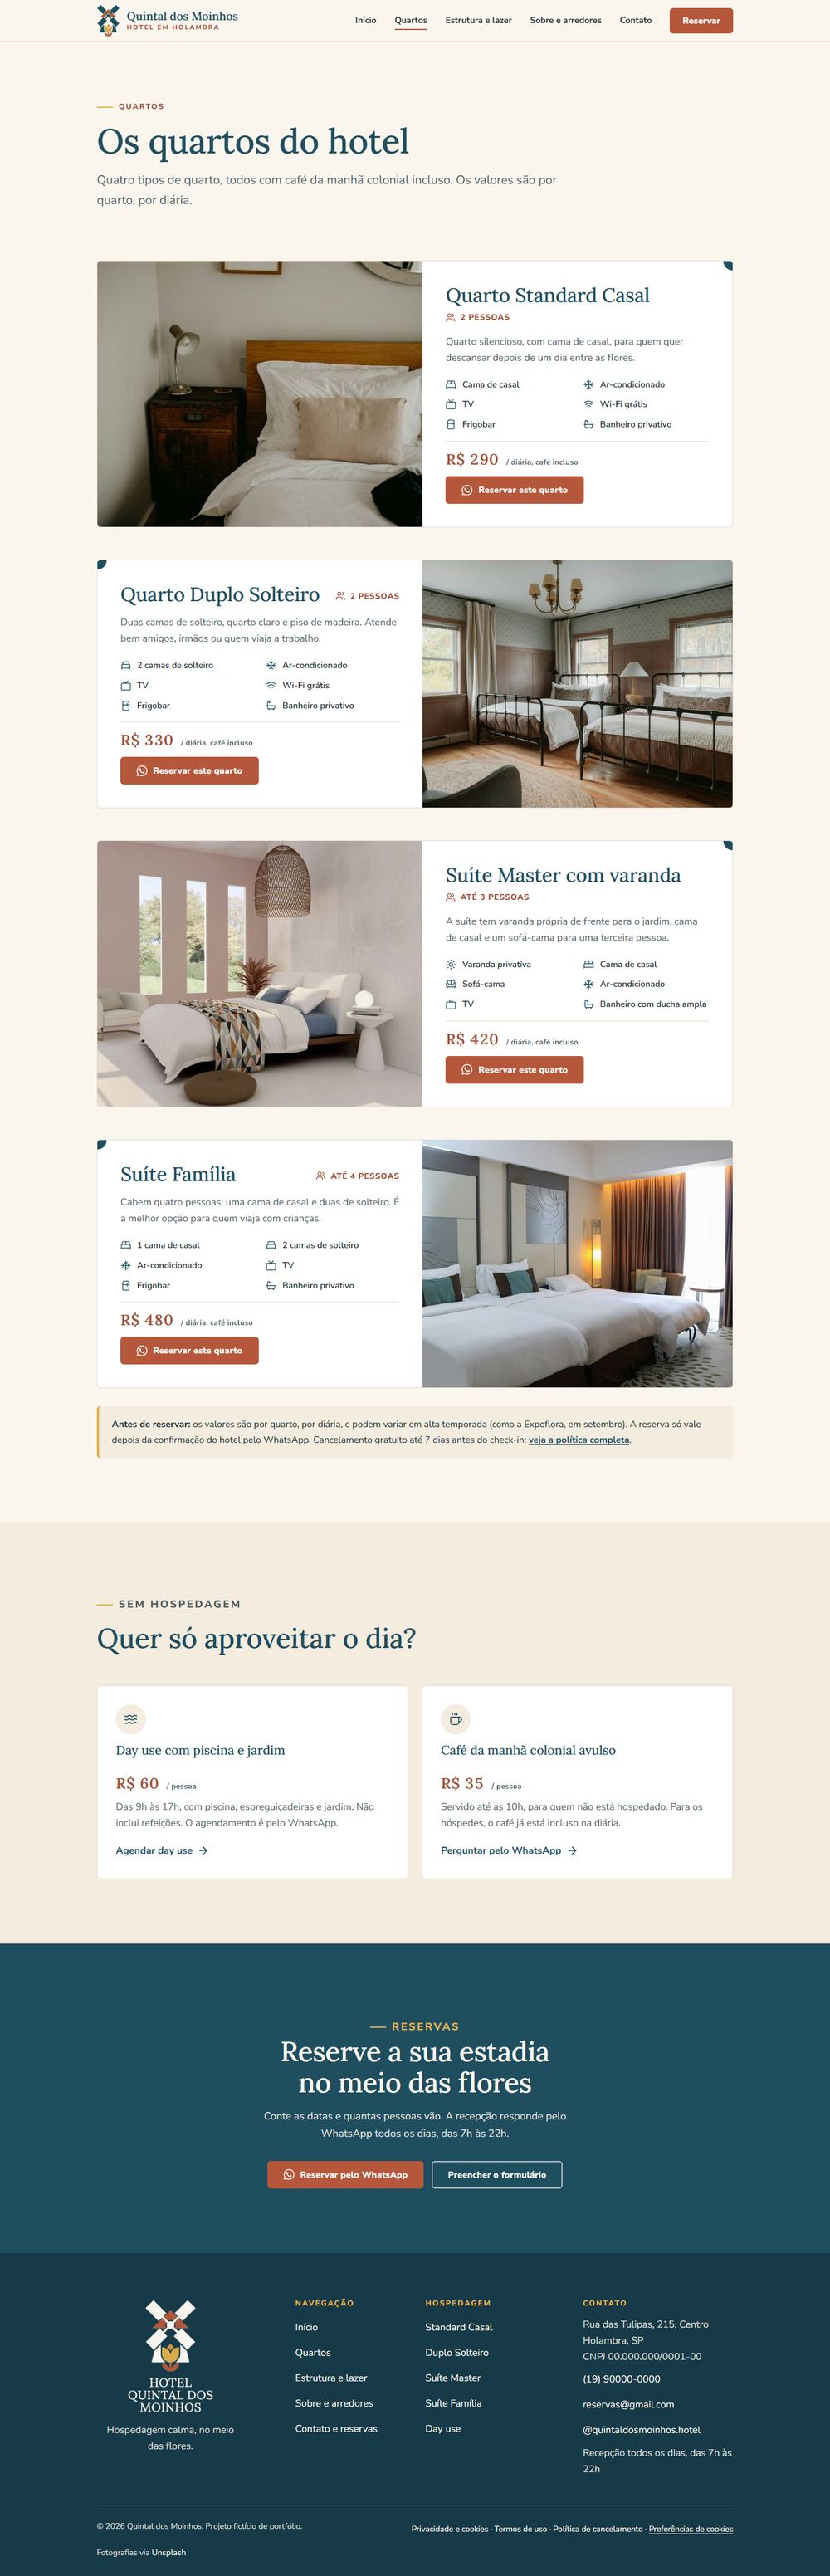 Quintal dos Moinhos
HOTEL EM HOLAMBRA
Início
Quartos
Estrutura e lazer
Sobre e arredores
Contato
Reservar
QUARTOS
Os quartos do hotel
Quatro tipos de quarto, todos com café da manhã colonial incluso. Os valores são por
quarto, por diária.
Quarto Standard Casal
2 PESSOAS
Quarto silencioso, com cama de casal, para quem quer
descansar depois de um dia entre as flores.
Cama de casal
Ar-condicionado
TV
Wi-Fi grátis
Frigobar
Banheiro privativo
R$ 290 / diária, café incluso
Reservar este quarto
Quarto Duplo Solteiro
2 PESSOAS
Duas camas de solteiro, quarto claro e piso de madeira. Atende
bem amigos, irmãos ou quem viaja a trabalho.
2 camas de solteiro
Ar-condicionado
TV
Wi-Fi grátis
Frigobar
Banheiro privativo
R$ 330 / diária, café incluso
Reservar este quarto
Suíte Master com varanda
ATÉ 3 PESSOAS
A suíte tem varanda própria de frente para o jardim, cama
de casal e um sofá-cama para uma terceira pessoa.
Varanda privativa
Cama de casal
Sofá-cama
Ar-condicionado
TV
Banheiro com ducha ampla
R$ 420 / diária, café incluso
Reservar este quarto
Suíte Família
ATÉ 4 PESSOAS
Cabem quatro pessoas: uma cama de casal e duas de solteiro. É
a melhor opção para quem viaja com crianças.
1 cama de casal
2 camas de solteiro
Ar-condicionado
TV
Frigobar
Banheiro privativo
R$ 480 / diária, café incluso
Reservar este quarto
Antes de reservar: os valores são por quarto, por diária, e podem variar em alta temporada (como a Expoflora, em setembro). A reserva só vale
depois da confirmação do hotel pelo WhatsApp. Cancelamento gratuito até 7 dias antes do check-in: veja a política completa.
SEM HOSPEDAGEM
Quer só aproveitar o dia?
Day use com piscina e jardim
R$ 60 / pessoa
Das 9h às 17h, com piscina, espreguiçadeiras e jardim. Não
inclui refeições. O agendamento é pelo WhatsApp.
Agendar day use
Café da manhã colonial avulso
R$ 35 / pessoa
Servido até as 10h, para quem não está hospedado. Para os
hóspedes, o café já está incluso na diária.
Perguntar pelo WhatsApp
RESERVAS
Reserve a sua estadia
no meio das flores
Conte as datas e quantas pessoas vão. A recepção responde pelo
WhatsApp todos os dias, das 7h às 22h.
Reservar pelo WhatsApp
Preencher o formulário
HOTEL
QUINTAL DOS
MOINHOS
Hospedagem calma, no meio
das flores.
NAVEGAÇÃO
Início
Quartos
Estrutura e lazer
Sobre e arredores
Contato e reservas
HOSPEDAGEM
Standard Casal
Duplo Solteiro
Suíte Master
Suíte Família
Day use
CONTATO
Rua das Tulipas, 215, Centro
Holambra, SP
CNPJ 00.000.000/0001-00
(19) 90000-0000
reservas@gmail.com
@quintaldosmoinhos.hotel
Recepção todos os dias, das 7h às
22h
© 2026 Quintal dos Moinhos. Projeto fictício de portfólio.
Privacidade e cookies · Termos de uso · Política de cancelamento · Preferências de cookies
Fotografias via Unsplash